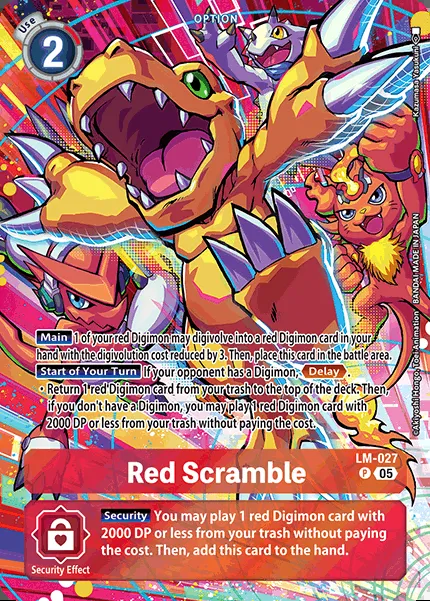 Use
2
OPTION
Kazumasa Yasukuni
©Akiyoshi Hongo, Toei Animation BANDAI MADE IN JAPAN
Main 1 of your red Digimon may digivolve into a red Digimon card in your
hand with the digivolution cost reduced by 3. Then, place this card in the battle area.
Start of Your Turn If your opponent has a Digimon, Delay .
• Return 1 red Digimon card from your trash to the top of the deck. Then,
if you don't have a Digimon, you may play 1 red Digimon card with
2000 DP or less from your trash without paying the cost.
LM-027
Red Scramble
P 05
Security You may play 1 red Digimon card with
2000 DP or less from your trash without paying
the cost. Then, add this card to the hand.
Security Effect